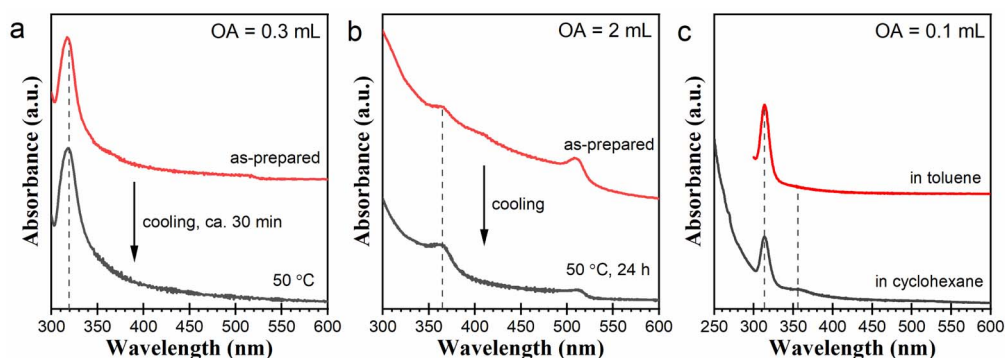 a
OA = 0.3 mL
Absorbance (a.u.)
as-prepared
cooling, ca. 30 min
50 °C
300 350 400 450 500 550 600
Wavelength (nm)
b
OA = 2 mL
Absorbance (a.u.)
as-prepared
cooling
50 °C, 24 h
300 350 400 450 500 550 600
Wavelength (nm)
c
OA = 0.1 mL
Absorbance (a.u.)
in toluene
in cyclohexane
250 300 350 400 450 500 550 600
Wavelength (nm)